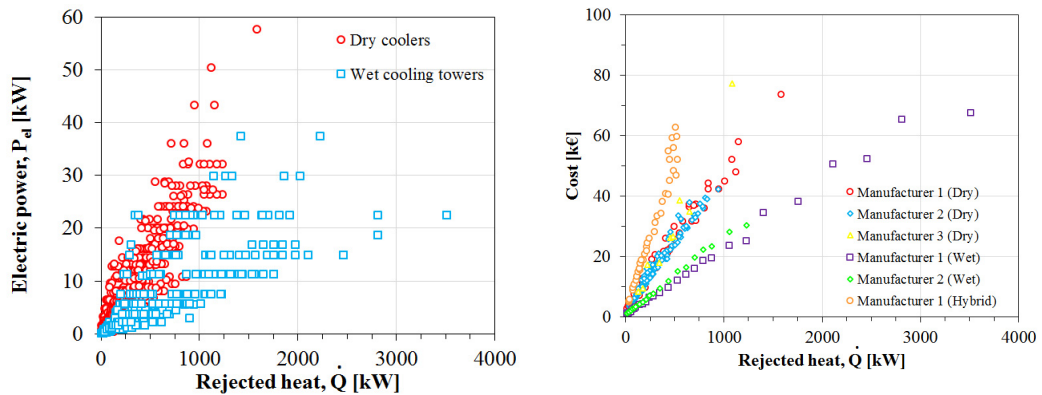 60
50
40
30
20
10
0
Electric power, P_el [kW]
Dry coolers
Wet cooling towers
0 1000 2000 3000 4000
Rejected heat, Q̇ [kW]
100
80
60
40
20
0
Cost [k€]
Manufacturer 1 (Dry)
Manufacturer 2 (Dry)
Manufacturer 3 (Dry)
Manufacturer 1 (Wet)
Manufacturer 2 (Wet)
Manufacturer 1 (Hybrid)
0 1000 2000 3000 4000
Rejected heat, Q̇ [kW]